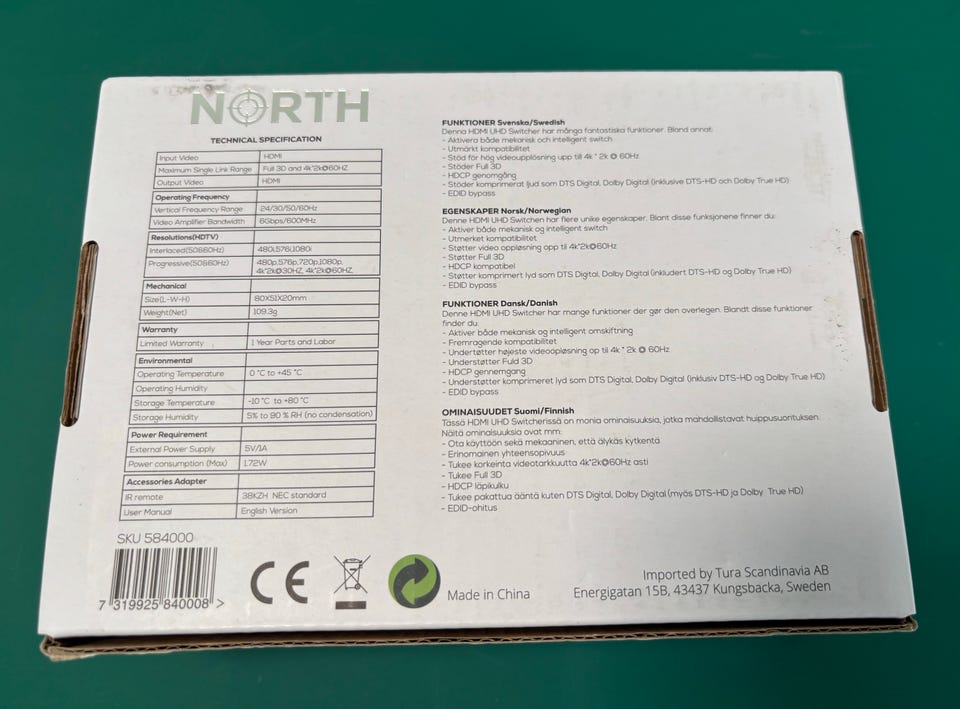 NORTH
TECHNICAL SPECIFICATION
Input Video HDMI
Maximum Single Link Range Full 3D and 4k*2k@60HZ
Output Video HDMI
Operating Frequency
Vertical Frequency Range 24/30/50/60Hz
Video Amplifier Bandwidth 6Gbps/600MHz
Resolutions(HDTV)
Interlaced(50&60Hz) 480i,576i,1080i
Progressive(50&60Hz) 480p,576p,720p,1080p,
4k*2k@30HZ, 4k*2k@60HZ,
Mechanical
Size(L-W-H) 80X51X20mm
Weight(Net) 109.3g
Warranty
Limited Warranty 1 Year Parts and Labor
Environmental
Operating Temperature 0 °C to +45 °C
Operating Humidity
Storage Temperature -10 °C to +80 °C
Storage Humidity 5% to 90 % RH (no condensation)
Power Requirement
External Power Supply 5V/1A
Power consumption (Max) 1.72W
Accessories Adapter
IR remote 38KZH NEC standard
User Manual English Version
SKU 584000
7 319925 840008 >
CE
FUNKTIONER Svenska/Swedish
Denna HDMI UHD Switcher har många fantastiska funktioner. Bland annat:
- Aktivera både mekanisk och intelligent switch
- Utmärkt kompatibilitet
- Stöd för hög videoupplösning upp till 4k * 2k @ 60Hz
- Stöder Full 3D
- HDCP genomgång
- Stöder komprimerat ljud som DTS Digital, Dolby Digital (inklusive DTS-HD och Dolby True HD)
- EDID bypass
EGENSKAPER Norsk/Norwegian
Denne HDMI UHD Switchen har flere unike egenskaper. Blant disse funksjonene finner du:
- Aktiver både mekanisk og intelligent switch
- Utmerket kompatibilitet
- Støtter video oppløsning opp til 4k*2k@60Hz
- Støtter Full 3D
- HDCP kompatibel
- Støtter komprimert lyd som DTS Digital, Dolby Digital (inkludert DTS-HD og Dolby True HD)
- EDID bypass
FUNKTIONER Dansk/Danish
Denne HDMI UHD Switcher har mange funktioner der gør den overlegen. Blandt disse funktioner
finder du:
- Aktiver både mekanisk og intelligent omskiftning
- Fremragende kompatibilitet
- Undertøtter højeste videoopløsning op til 4k * 2k @ 60Hz
- Understøtter Fuld 3D
- HDCP gennemgang
- Understøtter komprimeret lyd som DTS Digital, Dolby Digital (inklusiv DTS-HD og Dolby True HD)
- EDID bypass
OMINAISUUDET Suomi/Finnish
Tässä HDMI UHD Switcherissä on monia ominaisuuksia, jotka mahdollistavat huippusuorituksen.
Näitä ominaisuuksia ovat mm:
- Ota käyttöön sekä mekaaninen, että älykäs kytkentä
- Erinomainen yhteensopivuus
- Tukee korkeinta videotarkkuutta 4k*2k@60Hz asti
- Tukee Full 3D
- HDCP läpikulku
- Tukee pakattua ääntä kuten DTS Digital, Dolby Digital (myös DTS-HD ja Dolby True HD)
- EDID-ohitus
Made in China
Imported by Tura Scandinavia AB
Energigatan 15B, 43437 Kungsbacka, Sweden